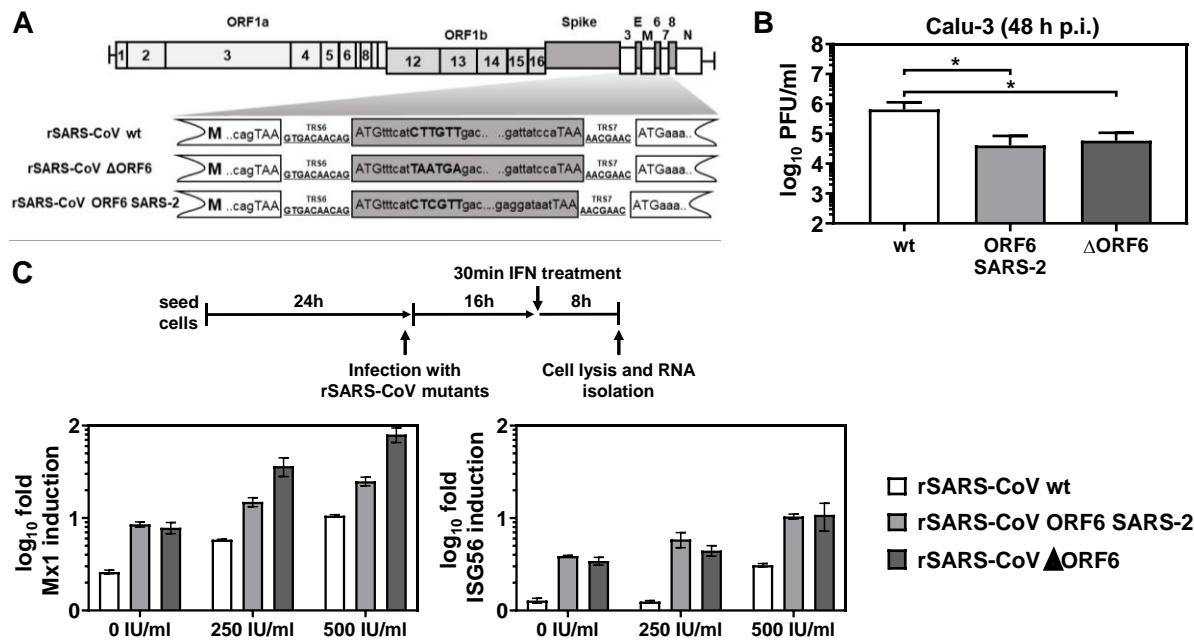 A
ORF1a
ORF1b
Spike
E 6 8
3 M 7 N
1 2 3 4 5 6 8
12 13 14 15 16
rSARS-CoV wt
M ..cagTAA
TRS6
GTGACAACAG
ATGtttcatCTTGTTgac.. ..gattatccaTAA
TRS7
AACGAAC
ATGaaa..
rSARS-CoV ΔORF6
M ..cagTAA
TRS6
GTGACAACAG
ATGtttcatTAATGAgac.. ..gattatccaTAA
TRS7
AACGAAC
ATGaaa..
rSARS-CoV ORF6 SARS-2
M ..cagTAA
TRS6
GTGACAACAG
ATGtttcatCTCGTTgac....gaggataatTAA
TRS7
AACGAAC
ATGaaa..
B
Calu-3 (48 h p.i.)
log10 PFU/ml
8
7
6
5
4
3
2
*
*
wt
ORF6
SARS-2
ΔORF6
C
30min IFN treatment
seed
cells
24h
16h
8h
Infection with
rSARS-CoV mutants
Cell lysis and RNA
isolation
log10 fold
Mx1 induction
2
1
0
0 IU/ml 250 IU/ml 500 IU/ml
log10 fold
ISG56 induction
2
1
0
0 IU/ml 250 IU/ml 500 IU/ml
rSARS-CoV wt
rSARS-CoV ORF6 SARS-2
rSARS-CoV ▲ORF6